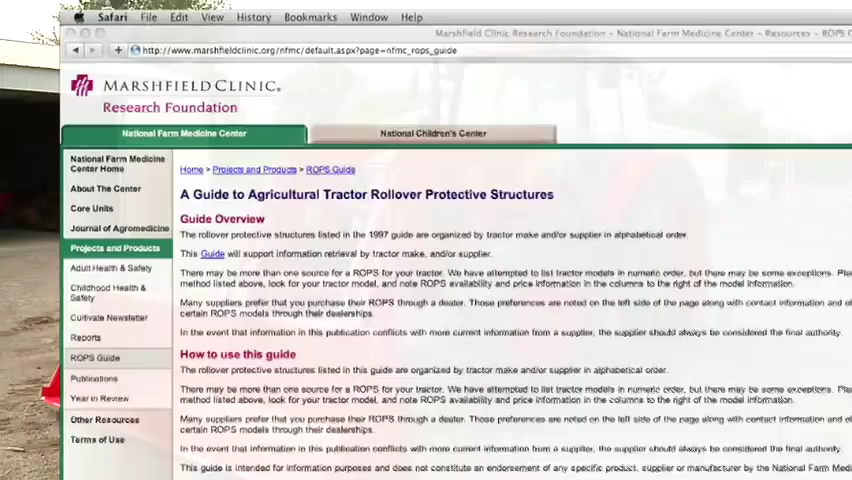 Safari File Edit View History Bookmarks Window Help
Marshfield Clinic Research Foundation – National Farm Medicine Center – Resources – ROPS G
http://www.marshfieldclinic.org/nfmc/default.aspx?page=nfmc_rops_guide
MARSHFIELD CLINIC®
Research Foundation
National Farm Medicine Center National Children's Center
National Farm Medicine
Center Home
About The Center
Core Units
Journal of Agromedicine
Projects and Products
Adult Health & Safety
Childhood Health &
Safety
Cultivate Newsletter
Reports
ROPS Guide
Publications
Year in Review
Other Resources
Terms of Use
Home > Projects and Products > ROPS Guide
A Guide to Agricultural Tractor Rollover Protective Structures
Guide Overview
The rollover protective structures listed in the 1997 guide are organized by tractor make and/or supplier in alphabetical order.
This Guide will support information retrieval by tractor make, and/or supplier.
There may be more than one source for a ROPS for your tractor. We have attempted to list tractor models in numeric order, but there may be some exceptions. Plea
method listed above, look for your tractor model, and note ROPS availability and price information in the columns to the right of the model information.
Many suppliers prefer that you purchase their ROPS through a dealer. Those preferences are noted on the left side of the page along with contact information and o
certain ROPS models through their dealerships.
In the event that information in this publication conflicts with more current information from a supplier, the supplier should always be considered the final authority.
How to use this guide
The rollover protective structures listed in this guide are organized by tractor make and/or supplier in alphabetical order.
There may be more than one source for a ROPS for your tractor. We have attempted to list tractor models in numeric order, but there may be some exceptions. Plea
method listed above, look for your tractor model, and note ROPS availability and price information in the columns to the right of the model information.
Many suppliers prefer that you purchase their ROPS through a dealer. Those preferences are noted on the left side of the page along with contact information and o
certain ROPS models through their dealerships.
In the event that information in this publication conflicts with more current information from a supplier, the supplier should always be considered the final authority.
This guide is intended for information purposes and does not constitute an endorsement of any specific product, supplier or manufacturer by the National Farm Medi